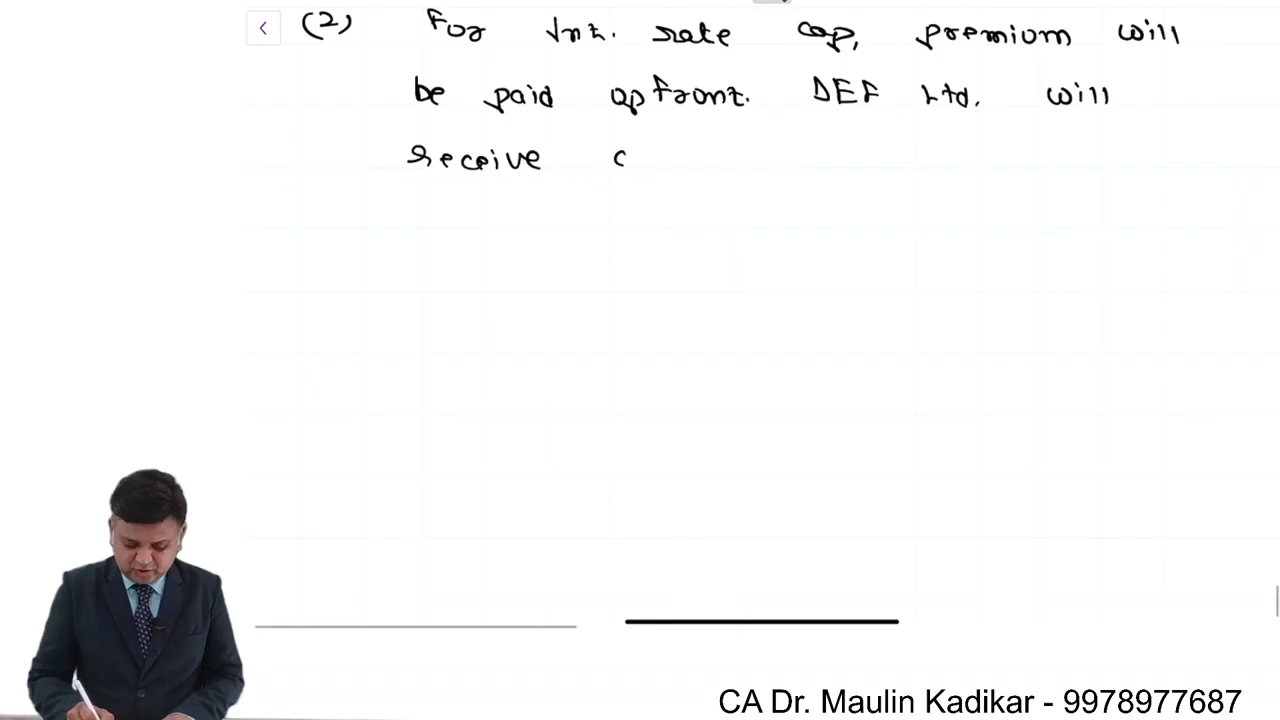 (2) For Int. rate cap, premium will
be paid upfront. DEF Ltd. will
receive c
CA Dr. Maulin Kadikar - 9978977687